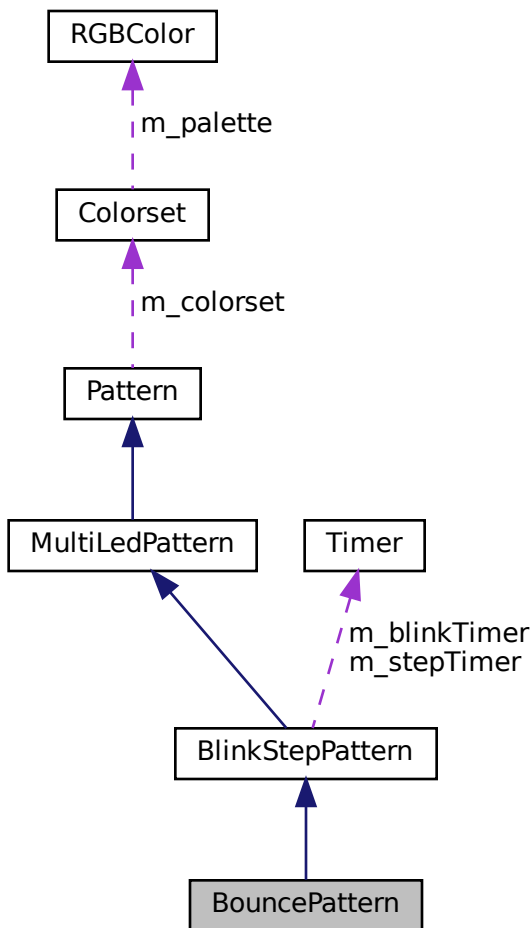 RGBColor
m_palette
Colorset
m_colorset
Pattern
MultiLedPattern
Timer
m_blinkTimer
m_stepTimer
BlinkStepPattern
BouncePattern